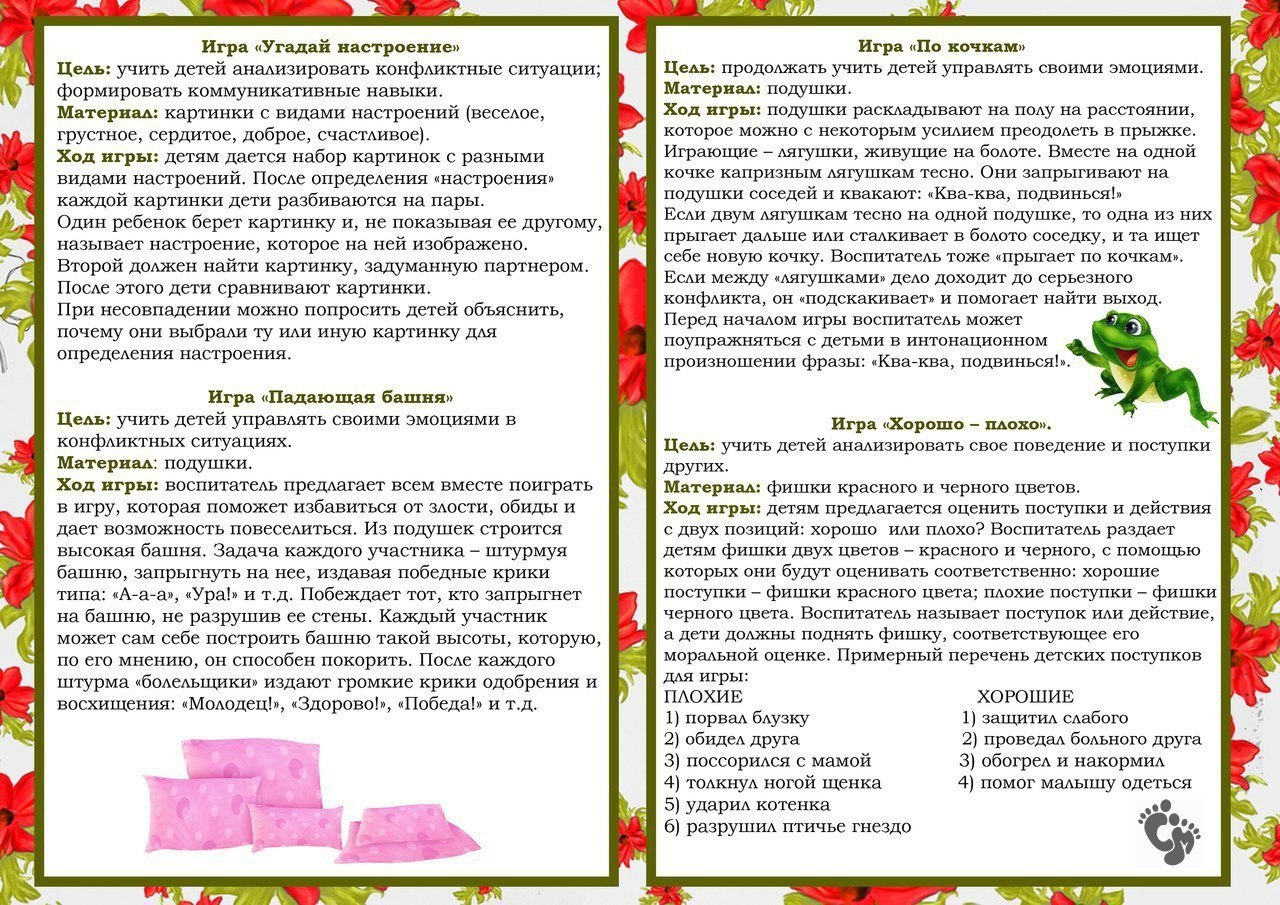 Игра «Угадай настроение»
Цель: учить детей анализировать конфликтные ситуации;
формировать коммуникативные навыки.
Материал: картинки с видами настроений (веселое,
грустное, сердитое, доброе, счастливое).
Ход игры: детям дается набор картинок с разными
видами настроений. После определения «настроения»
каждой картинки дети разбиваются на пары.
Один ребенок берет картинку и, не показывая ее другому,
называет настроение, которое на ней изображено.
Второй должен найти картинку, задуманную партнером.
После этого дети сравнивают картинки.
При несовпадении можно попросить детей объяснить,
почему они выбрали ту или иную картинку для
определения настроения.
Игра «Падающая башня»
Цель: учить детей управлять своими эмоциями в
конфликтных ситуациях.
Материал: подушки.
Ход игры: воспитатель предлагает всем вместе поиграть
в игру, которая поможет избавиться от злости, обиды и
дает возможность повеселиться. Из подушек строится
высокая башня. Задача каждого участника – штурмуя
башню, запрыгнуть на нее, издавая победные крики
типа: «А-а-а», «Ура!» и т.д. Побеждает тот, кто запрыгнет
на башню, не разрушив ее стены. Каждый участник
может сам себе построить башню такой высоты, которую,
по его мнению, он способен покорить. После каждого
штурма «болельщики» издают громкие крики одобрения и
восхищения: «Молодец!», «Здорово!», «Победа!» и т.д.
Игра «По кочкам»
Цель: продолжать учить детей управлять своими эмоциями.
Материал: подушки.
Ход игры: подушки раскладывают на полу на расстоянии,
которое можно с некоторым усилием преодолеть в прыжке.
Играющие – лягушки, живущие на болоте. Вместе на одной
кочке капризным лягушкам тесно. Они запрыгивают на
подушки соседей и квакают: «Ква-ква, подвинься!»
Если двум лягушкам тесно на одной подушке, то одна из них
прыгает дальше или сталкивает в болото соседку, и та ищет
себе новую кочку. Воспитатель тоже «прыгает по кочкам».
Если между «лягушками» дело доходит до серьезного
конфликта, он «подскакивает» и помогает найти выход.
Перед началом игры воспитатель может
поупражняться с детьми в интонационном
произношении фразы: «Ква-ква, подвинься!».
Игра «Хорошо – плохо».
Цель: учить детей анализировать свое поведение и поступки
других.
Материал: фишки красного и черного цветов.
Ход игры: детям предлагается оценить поступки и действия
с двух позиций: хорошо или плохо? Воспитатель раздает
детям фишки двух цветов – красного и черного, с помощью
которых они будут оценивать соответственно: хорошие
поступки – фишки красного цвета; плохие поступки – фишки
черного цвета. Воспитатель называет поступок или действие,
а дети должны поднять фишку, соответствующее его
моральной оценке. Примерный перечень детских поступков
для игры:
ПЛОХИЕ ХОРОШИЕ
1) порвал блузку 1) защитил слабого
2) обидел друга 2) проведал больного друга
3) поссорился с мамой 3) обогрел и накормил
4) толкнул ногой щенка 4) помог малышу одеться
5) ударил котенка
6) разрушил птичье гнездо